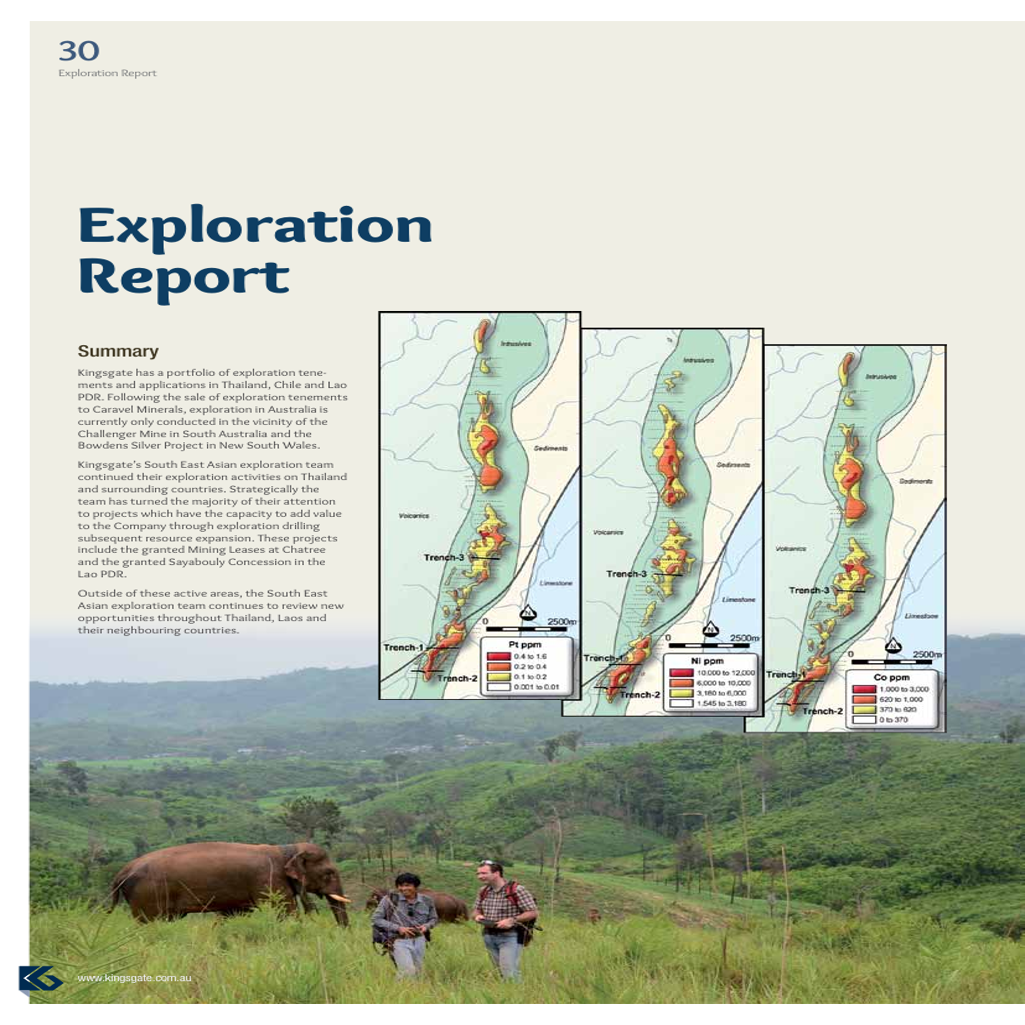 30
Exploration Report
Exploration
Report
Summary
Kingsgate has a portfolio of exploration tene-
ments and applications in Thailand, Chile and Lao
PDR. Following the sale of exploration tenements
to Caravel Minerals, exploration in Australia is
currently only conducted in the vicinity of the
Challenger Mine in South Australia and the
Bowdens Silver Project in New South Wales.
Kingsgate's South East Asian exploration team
continued their exploration activities on Thailand
and surrounding countries. Strategically the
team has turned the majority of their attention
to projects which have the capacity to add value
to the Company through exploration drilling
subsequent resource expansion. These projects
include the granted Mining Leases at Chatree
and the granted Sayabouly Concession in the
Lao PDR.
Outside of these active areas, the South East
Asian exploration team continues to review new
opportunities throughout Thailand, Laos and
their neighbouring countries.
Intrusives
Sediments
Volcanics
Trench-3
Limestone
N
0 2500m
Trench-1
Trench-2
Pt ppm
0.4 to 1.6
0.2 to 0.4
0.1 to 0.2
0.001 to 0.01
Intrusives
Sediments
Volcanics
Trench-3
Limestone
N
0 2500m
Trench-1
Trench-2
Ni ppm
10,000 to 12,000
6,000 to 10,000
3,180 to 6,000
1,545 to 3,180
Intrusives
Sediments
Volcanics
Trench-3
Limestone
N
0 2500m
Trench-1
Trench-2
Co ppm
1,000 to 3,000
620 to 1,000
370 to 620
0 to 370
www.kingsgate.com.au